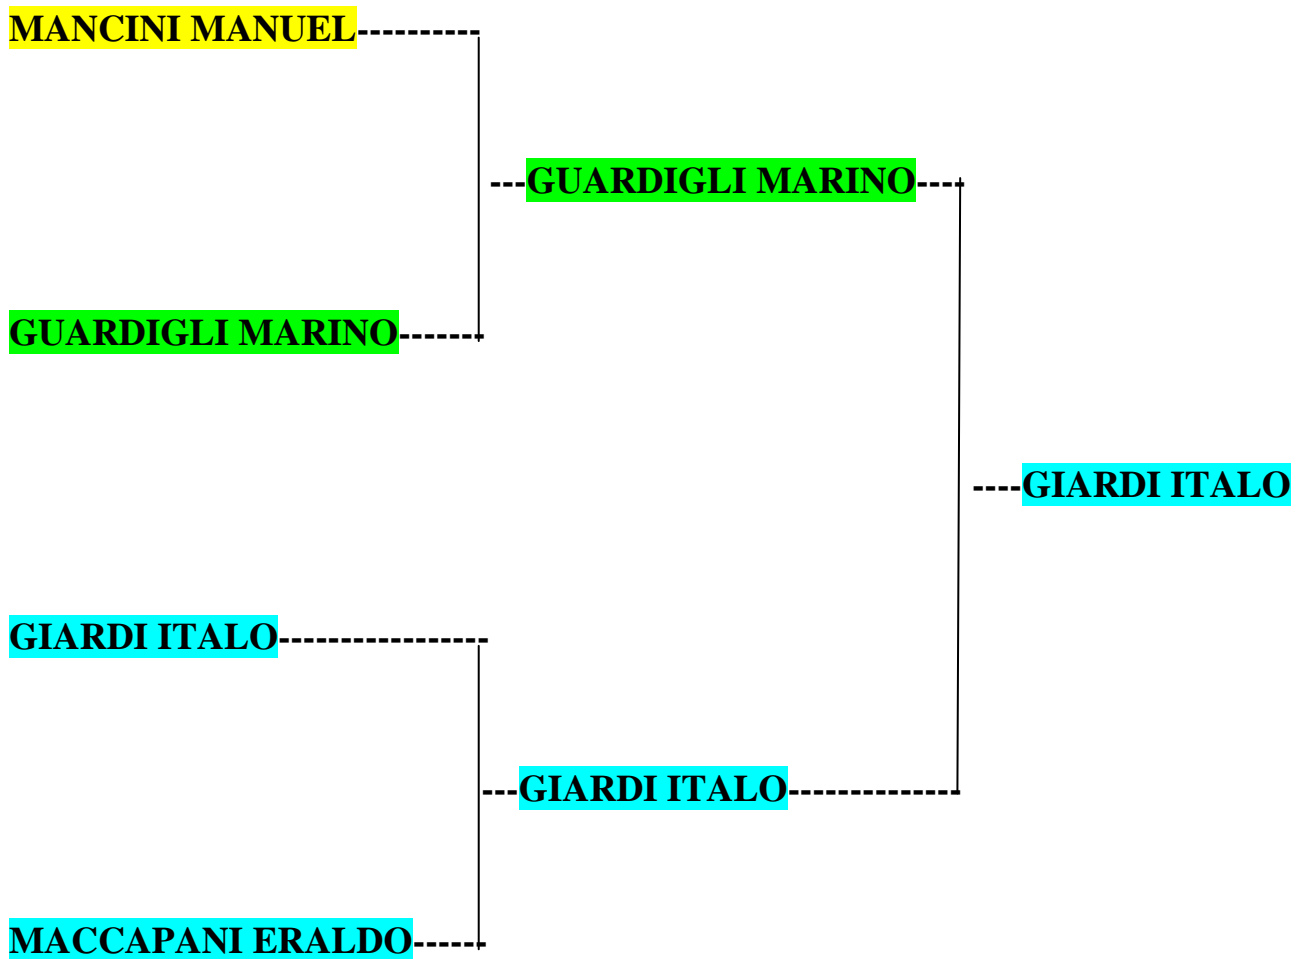 MANCINI MANUEL----------
---GUARDIGLI MARINO----
GUARDIGLI MARINO-------
----GIARDI ITALO
GIARDI ITALO-----------------
---GIARDI ITALO--------------
MACCAPANI ERALDO------